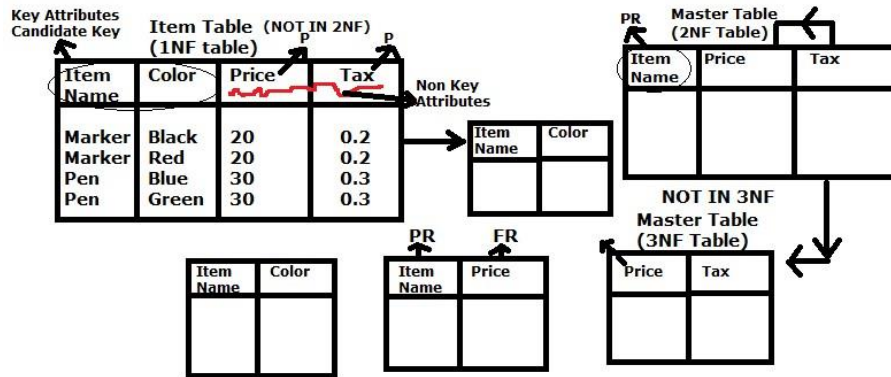 Key Attributes
Candidate Key
Item Table (NOT IN 2NF)
(1NF table)
P
P
Item Name
Color
Price
Tax
Non Key
Attributes
Marker Black 20 0.2
Marker Red 20 0.2
Pen Blue 30 0.3
Pen Green 30 0.3
Item
Name
Color
PR
Master Table
(2NF Table)
Item
Name
Price
Tax
NOT IN 3NF
Master Table
(3NF Table)
Price
Tax
PR
FR
Item
Name
Price
Item
Name
Color